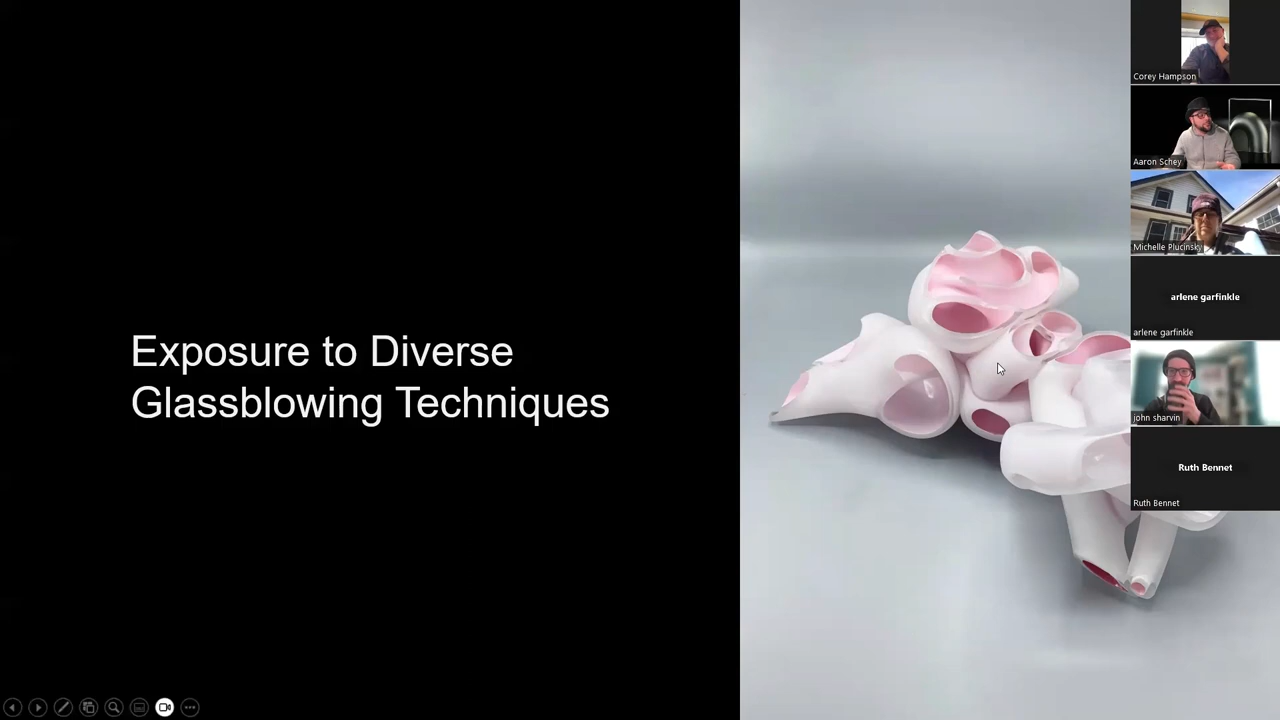 Exposure to Diverse
Glassblowing Techniques
Corey Hampson
Aaron Schey
Michelle Plucinsky
arlene garfinkle
arlene garfinkle
john sharvin
Ruth Bennet
Ruth Bennet